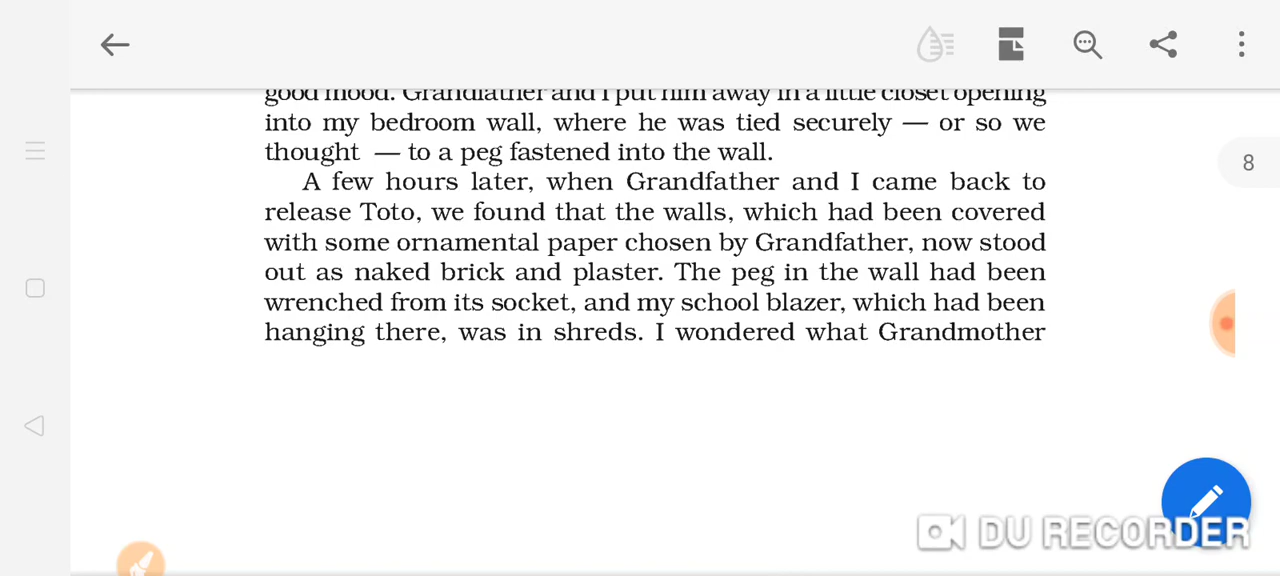 good mood. Grandfather and I put him away in a little closet opening
into my bedroom wall, where he was tied securely — or so we
thought — to a peg fastened into the wall.
8
A few hours later, when Grandfather and I came back to
release Toto, we found that the walls, which had been covered
with some ornamental paper chosen by Grandfather, now stood
out as naked brick and plaster. The peg in the wall had been
wrenched from its socket, and my school blazer, which had been
hanging there, was in shreds. I wondered what Grandmother
DU RECORDER